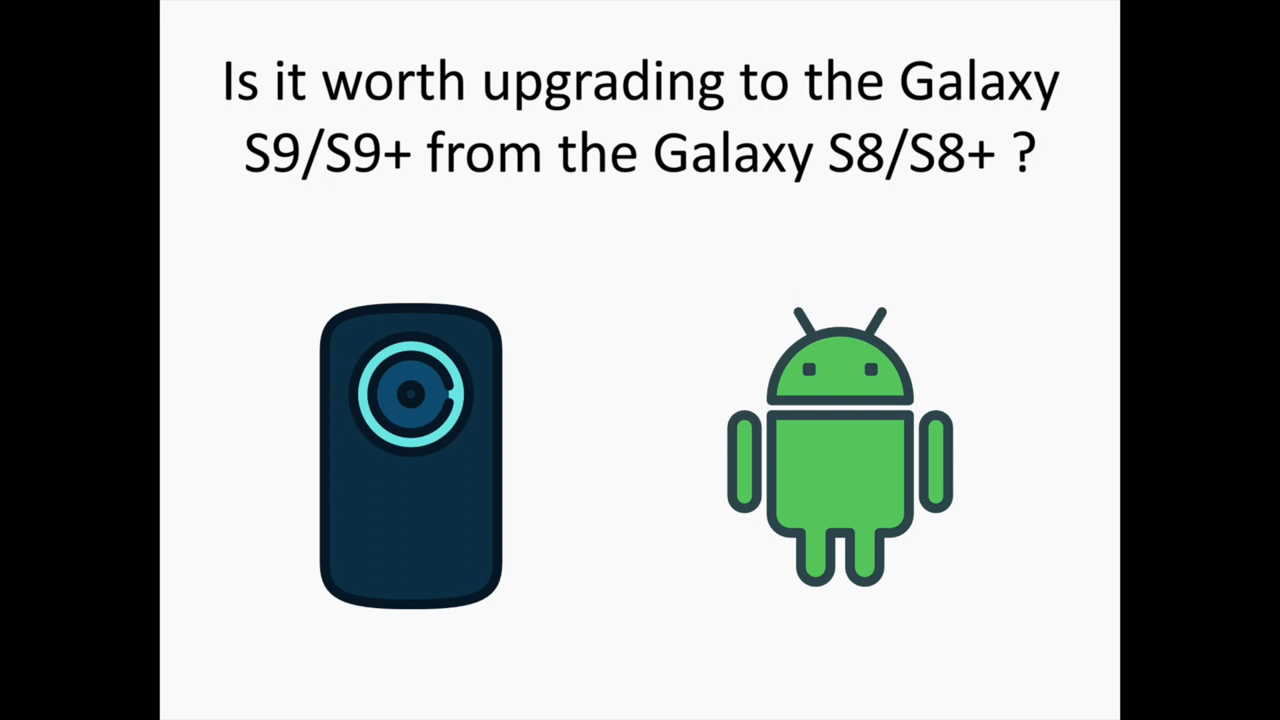 Is it worth upgrading to the Galaxy
S9/S9+ from the Galaxy S8/S8+ ?